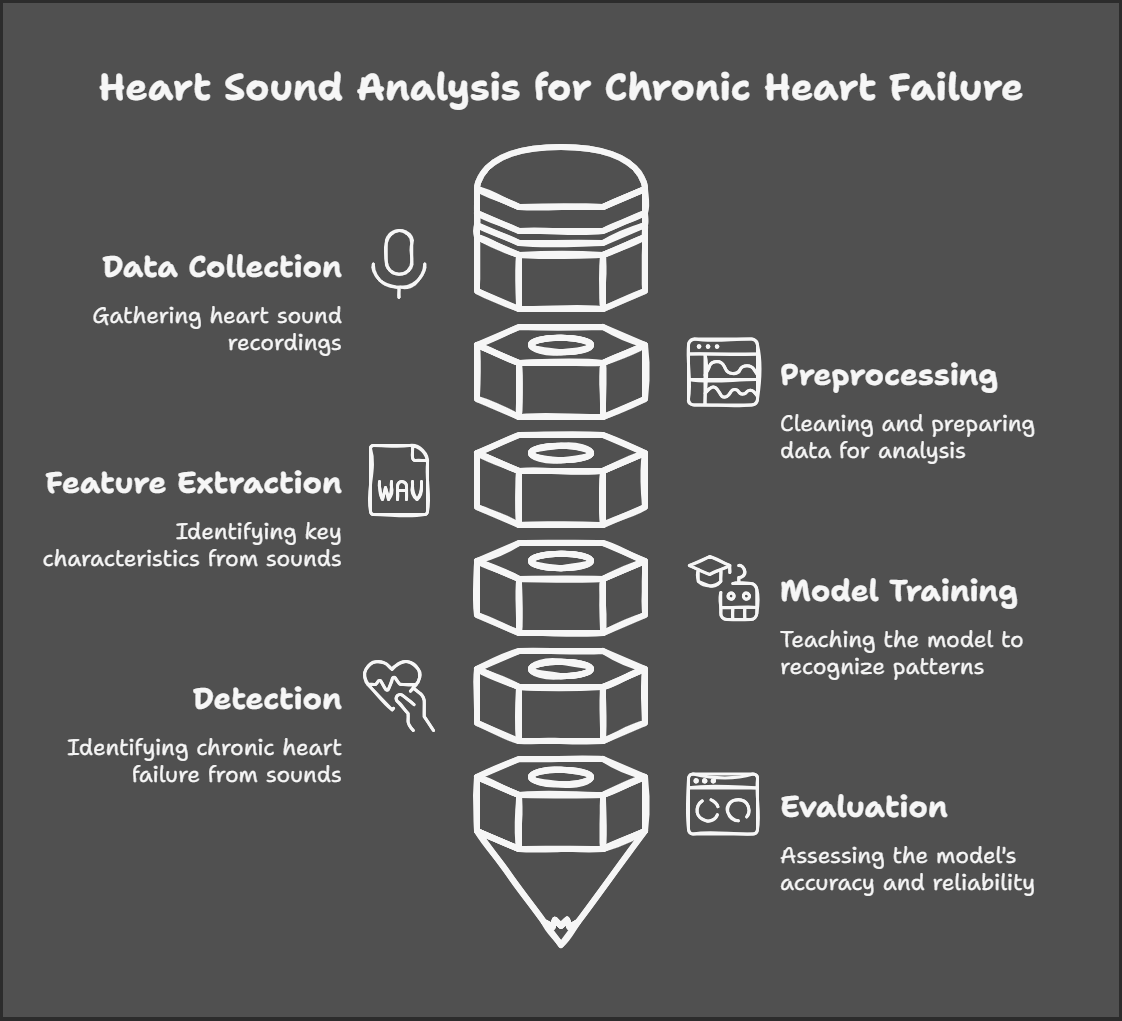 Heart Sound Analysis for Chronic Heart Failure
Data Collection
Gathering heart sound
recordings
Preprocessing
Cleaning and preparing
data for analysis
Feature Extraction
WAV
Identifying key
characteristics from sounds
Model Training
Teaching the model to
recognize patterns
Detection
Identifying chronic heart
failure from sounds
Evaluation
Assessing the model's
accuracy and reliability